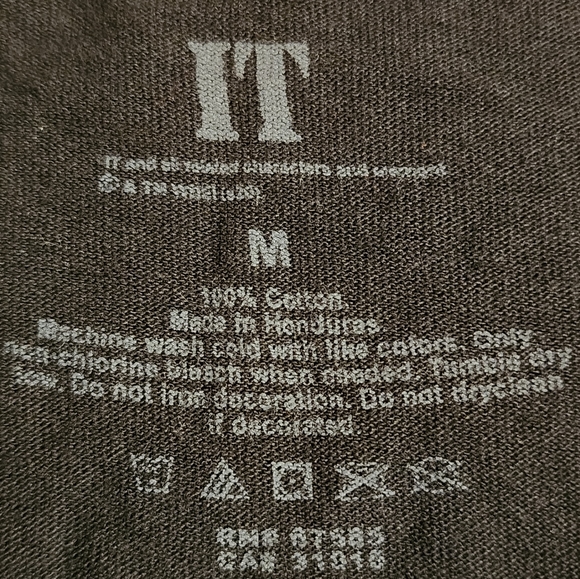 IT
IT and all related characters and elements
© & TM WBEI
M
100% Cotton.
Made in Honduras
Machine wash cold with like colors. Only
non-chlorine bleach when needed. Tumble dry
low. Do not iron decoration. Do not dryclean
if decorated.
RN#
CA#